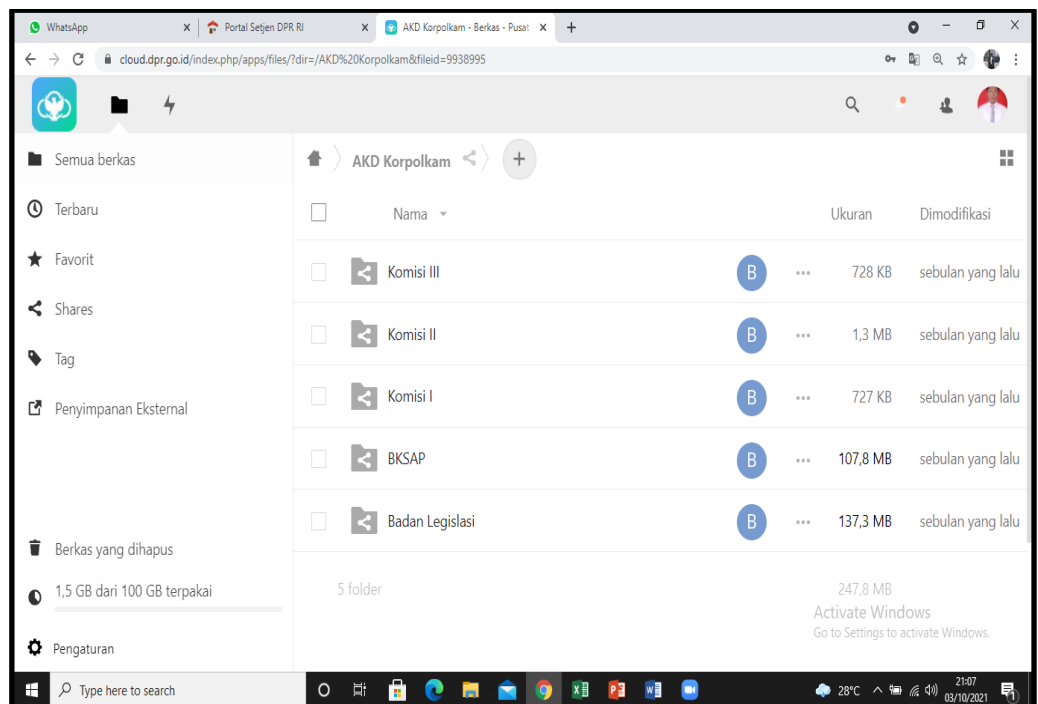 WhatsApp
Portal Setjen DPR RI
AKD Korpolkam - Berkas - Pusat
cloud.dpr.go.id/index.php/apps/files/?dir=/AKD%20Korpolkam&fileid=9938995
Semua berkas
AKD Korpolkam
Terbaru
Nama Ukuran Dimodifikasi
Favorit
Komisi III B 728 KB sebulan yang lalu
Shares
Komisi II B 1,3 MB sebulan yang lalu
Tag
Komisi I B 727 KB sebulan yang lalu
Penyimpanan Eksternal
BKSAP B 107,8 MB sebulan yang lalu
Badan Legislasi B 137,3 MB sebulan yang lalu
Berkas yang dihapus
1,5 GB dari 100 GB terpakai
5 folder 247,8 MB
Activate Windows
Go to Settings to activate Windows.
Pengaturan
Type here to search
28°C
21:07
03/10/2021
1